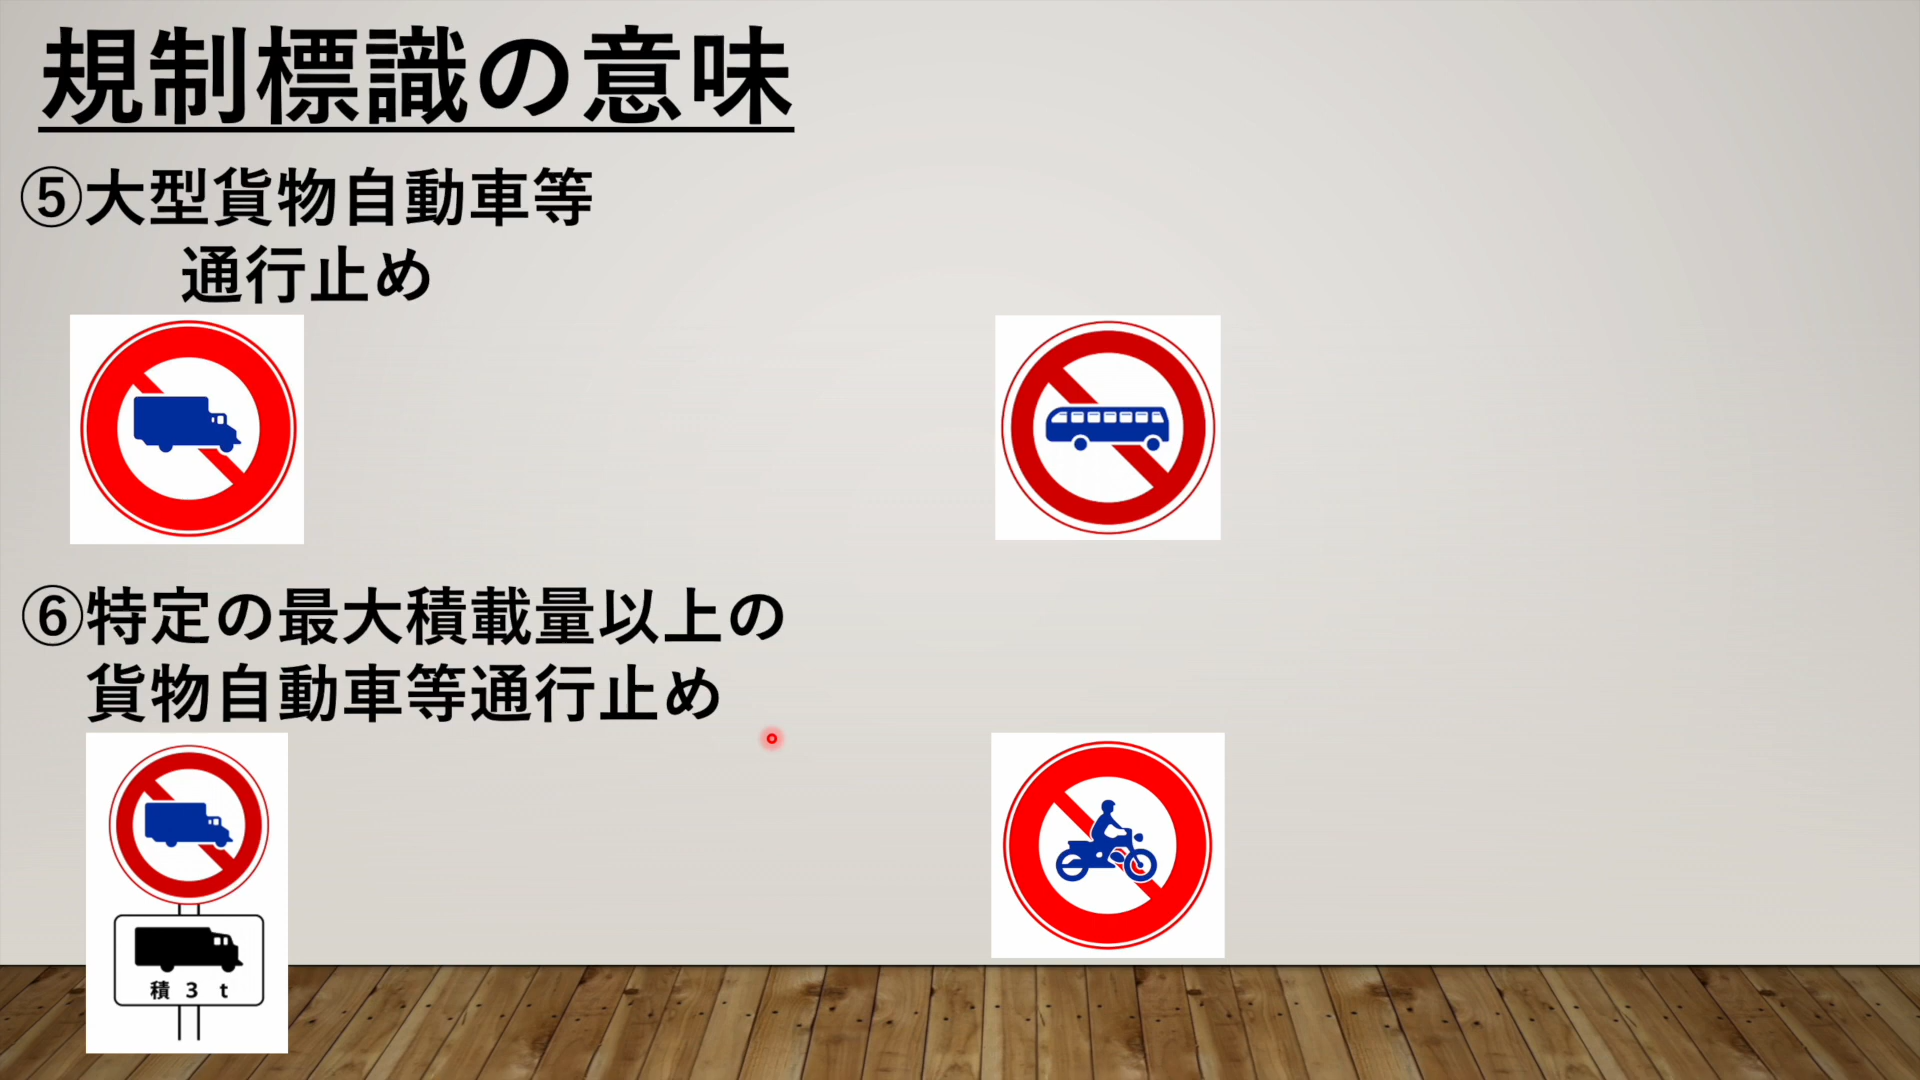 規制標識の意味
⑤大型貨物自動車等
通行止め
⑥特定の最大積載量以上の
貨物自動車等通行止め
積 3 t